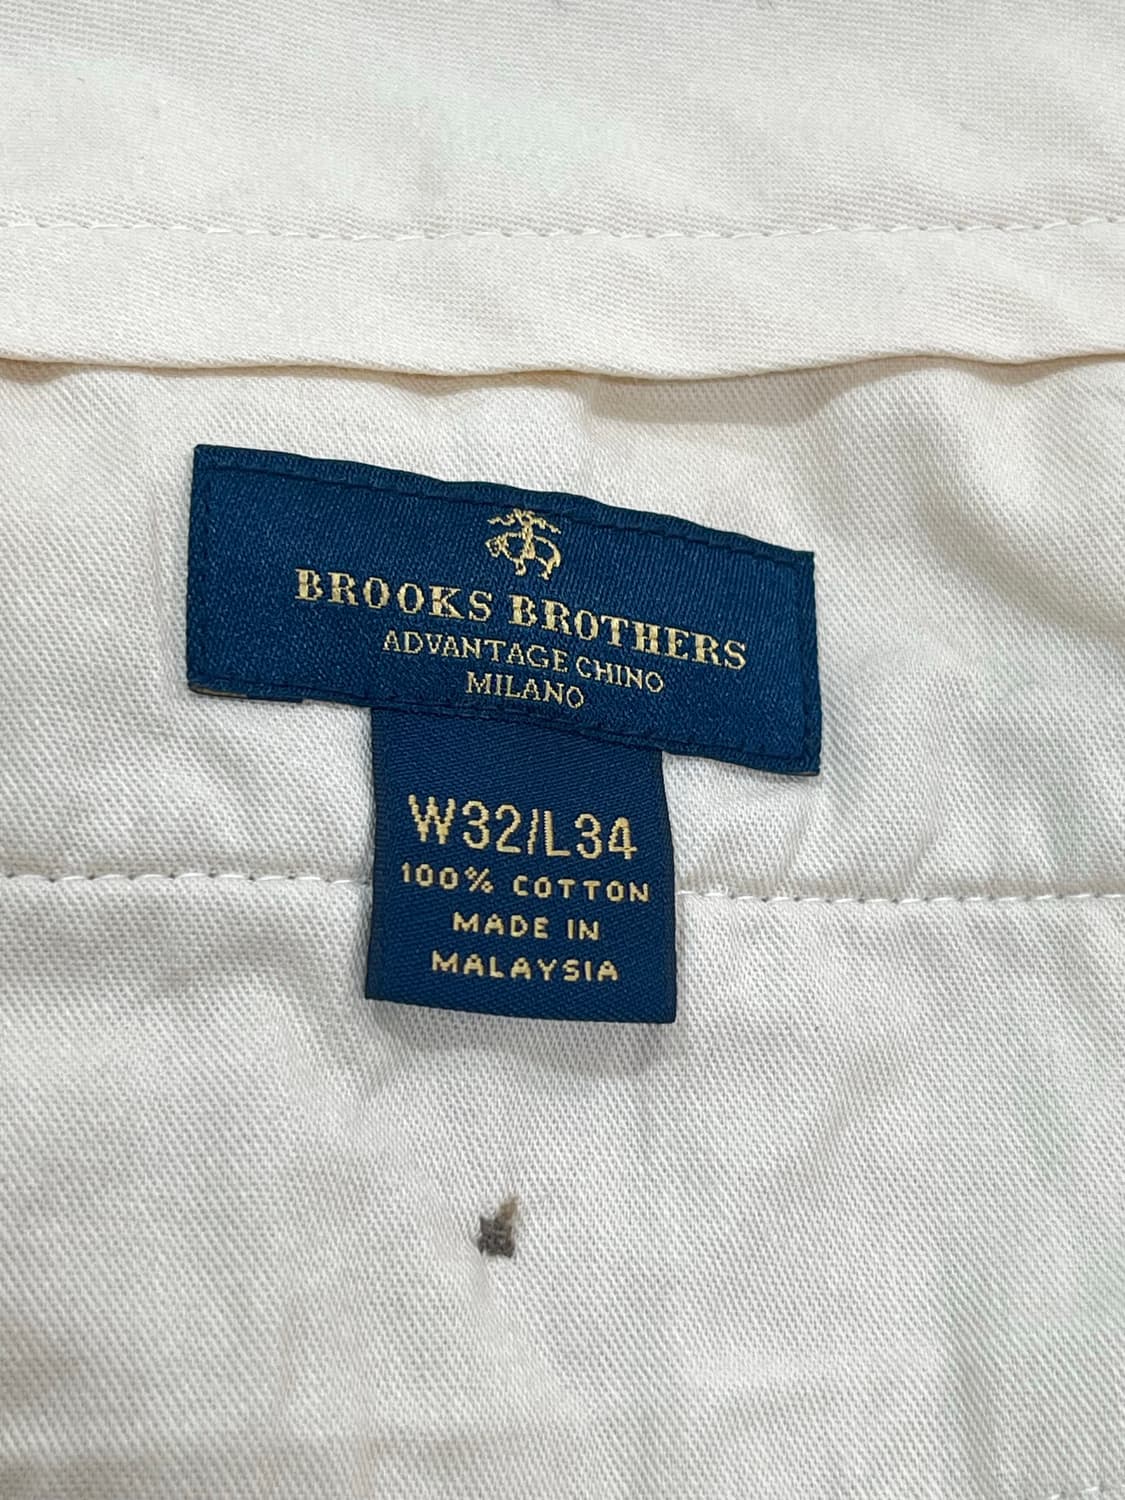 BROOKS BROTHERS
ADVANTAGE CHINO
MILANO
W32/L34
100% COTTON
MADE IN
MALAYSIA